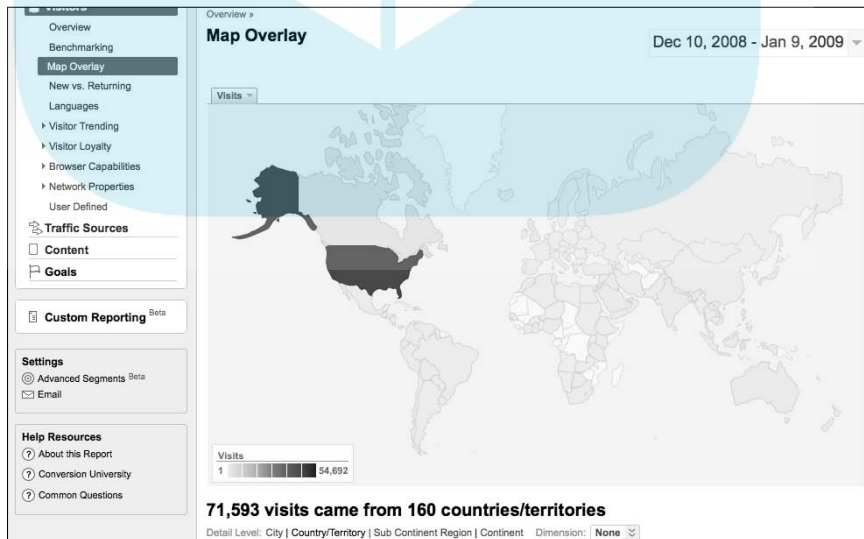 Visitors
Overview
Benchmarking
Map Overlay
New vs. Returning
Languages
Visitor Trending
Visitor Loyalty
Browser Capabilities
Network Properties
User Defined
Traffic Sources
Content
Goals
Custom Reporting Beta
Settings
Advanced Segments Beta
Email
Help Resources
About this Report
Conversion University
Common Questions
Overview »
Map Overlay
Dec 10, 2008 - Jan 9, 2009
Visits
Visits
1 54,692
71,593 visits came from 160 countries/territories
Detail Level: City | Country/Territory | Sub Continent Region | Continent Dimension: None